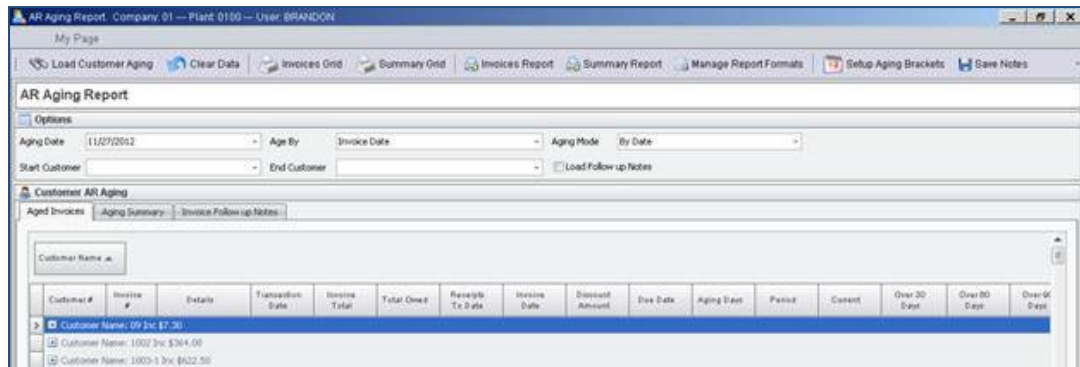 AR Aging Report. Company: 01 --- Plant: 0100 --- User: BRANDON
My Page
Load Customer Aging Clear Data Invoices Grid Summary Grid Invoices Report Summary Report Manage Report Formats Setup Aging Brackets Save Notes
AR Aging Report
Options
Aging Date 11/27/2012 Age By Invoice Date Aging Mode By Date
Start Customer End Customer Load Follow up Notes
Customer AR Aging
Aged Invoices Aging Summary Invoice Follow up Notes
Customer Name
Customer # Invoice # Details Transaction Date Invoice Total Total Owed Receipts To Date Invoice Date Discount Amount Due Date Aging Days Period Current Over 30 Days Over Days Over Days
Customer Name: 09 Inc $7.30
Customer Name: 1002 Inc $364.00
Customer Name: 1003-1 Inc $622.50